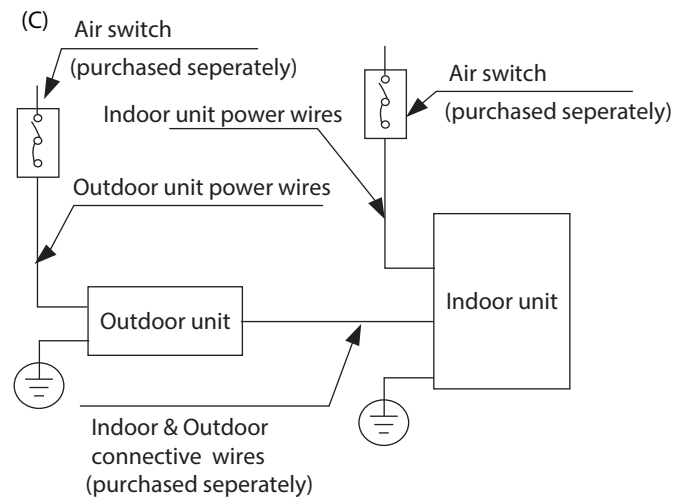 (C)
Air switch
(purchased seperately)
Air switch
(purchased seperately)
Indoor unit power wires
Outdoor unit power wires
Outdoor unit
Indoor unit
Indoor & Outdoor
connective wires
(purchased seperately)